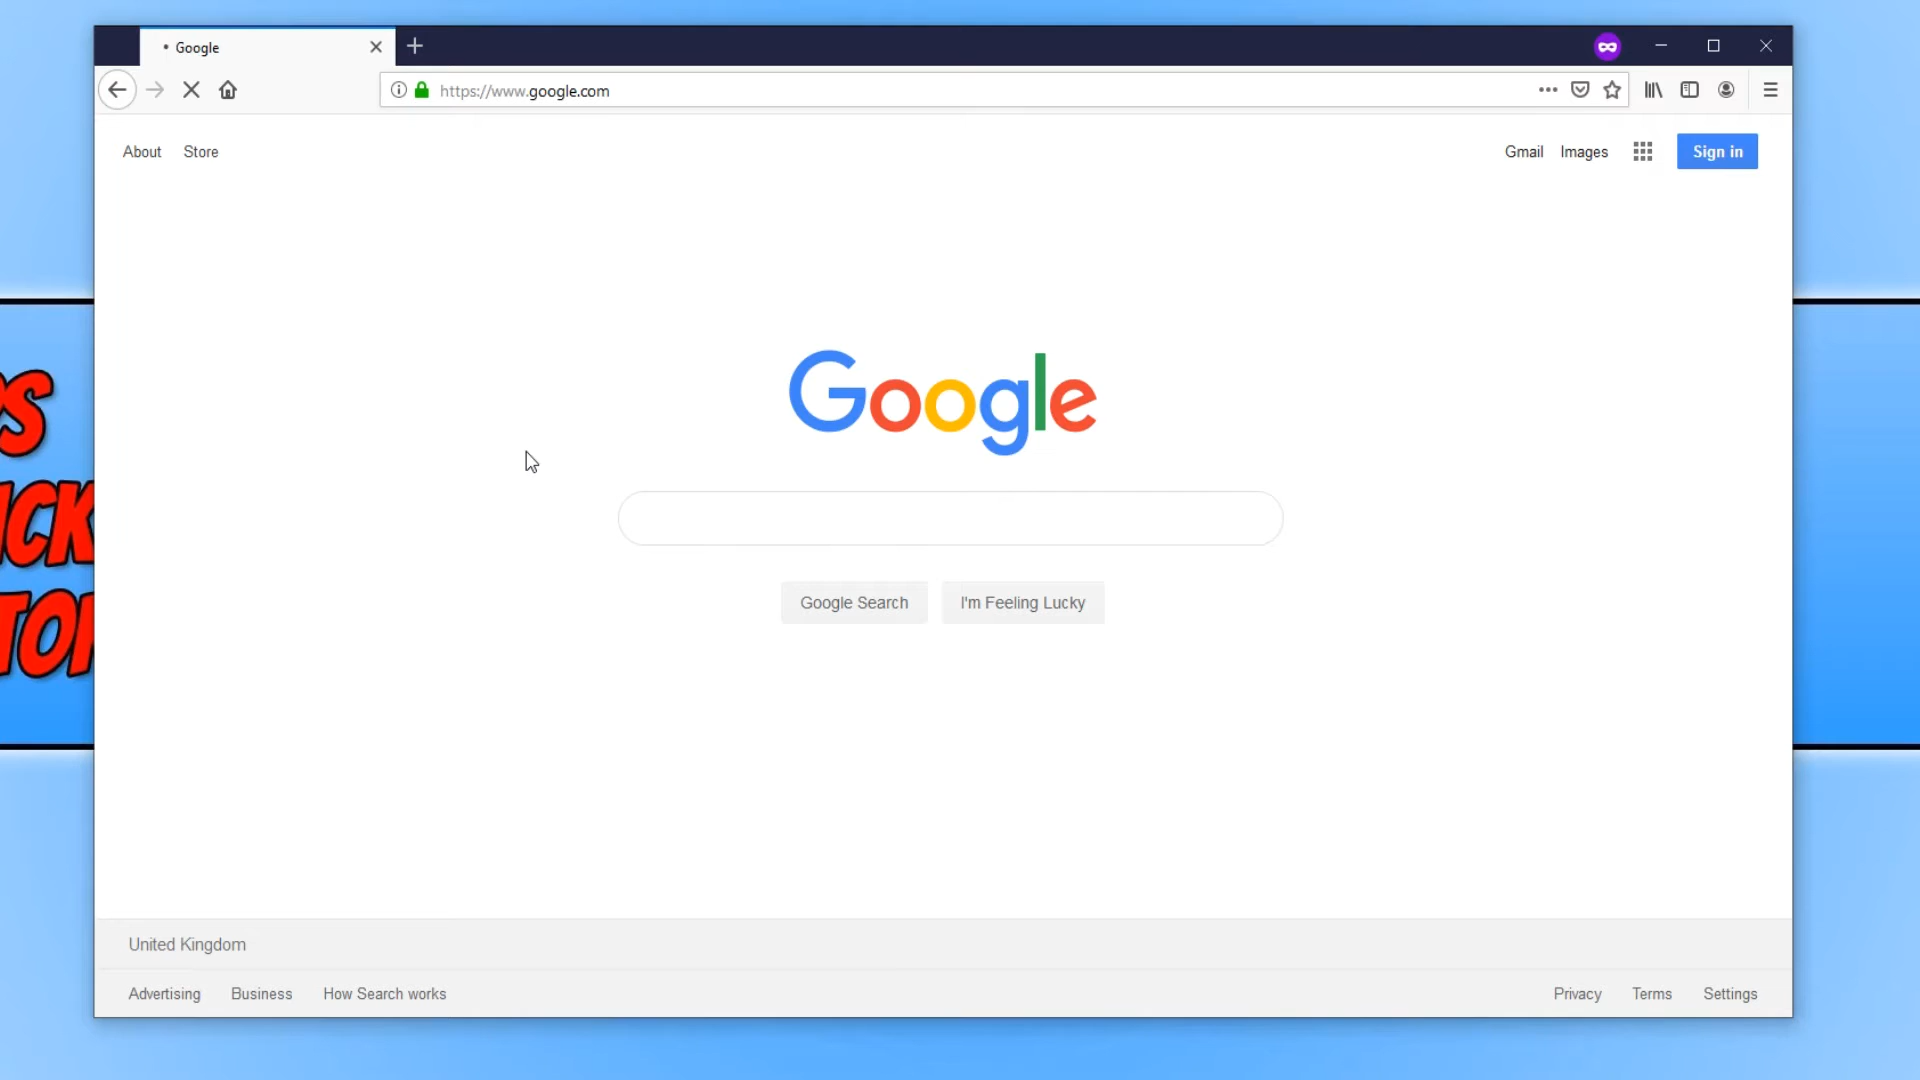 Google
https://www.google.com
About Store
Gmail Images Sign in
Google
Google Search I'm Feeling Lucky
United Kingdom
Advertising Business How Search works
Privacy Terms Settings